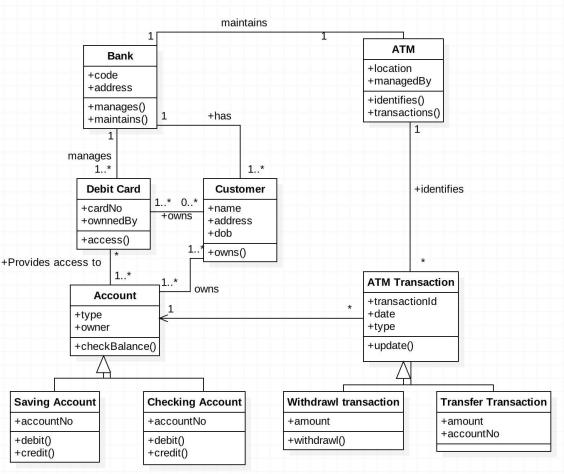 maintains
1
1
Bank
+code
+address
+manages()
+maintains()
ATM
+location
+managedBy
+identifies()
+transactions()
1
+has
1
1
manages
1..*
1..*
+identifies
Debit Card
+cardNo
+ownnedBy
+access()
1..*
0..*
+owns
Customer
+name
+address
+dob
+owns()
1..*
*
+Provides access to
1..*
1..*
owns
*
Account
+type
+owner
+checkBalance()
1
*
ATM Transaction
+transactionId
+date
+type
+update()
Saving Account
+accountNo
+debit()
+credit()
Checking Account
+accountNo
+debit()
+credit()
Withdrawl transaction
+amount
+withdrawl()
Transfer Transaction
+amount
+accountNo